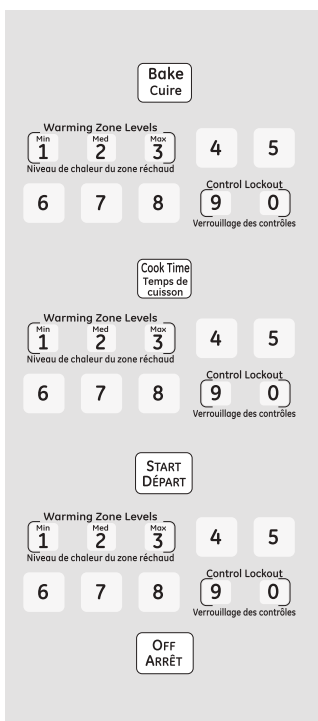 Bake
Cuire
Warming Zone Levels
Min Med Max
1 2 3 4 5
Niveau de chaleur du zone réchaud
Control Lockout
6 7 8 9 0
Verrouillage des contrôles
Cook Time
Temps de
cuisson
Warming Zone Levels
Min Med Max
1 2 3 4 5
Niveau de chaleur du zone réchaud
Control Lockout
6 7 8 9 0
Verrouillage des contrôles
START
DÉPART
Warming Zone Levels
Min Med Max
1 2 3 4 5
Niveau de chaleur du zone réchaud
Control Lockout
6 7 8 9 0
Verrouillage des contrôles
OFF
ARRÊT